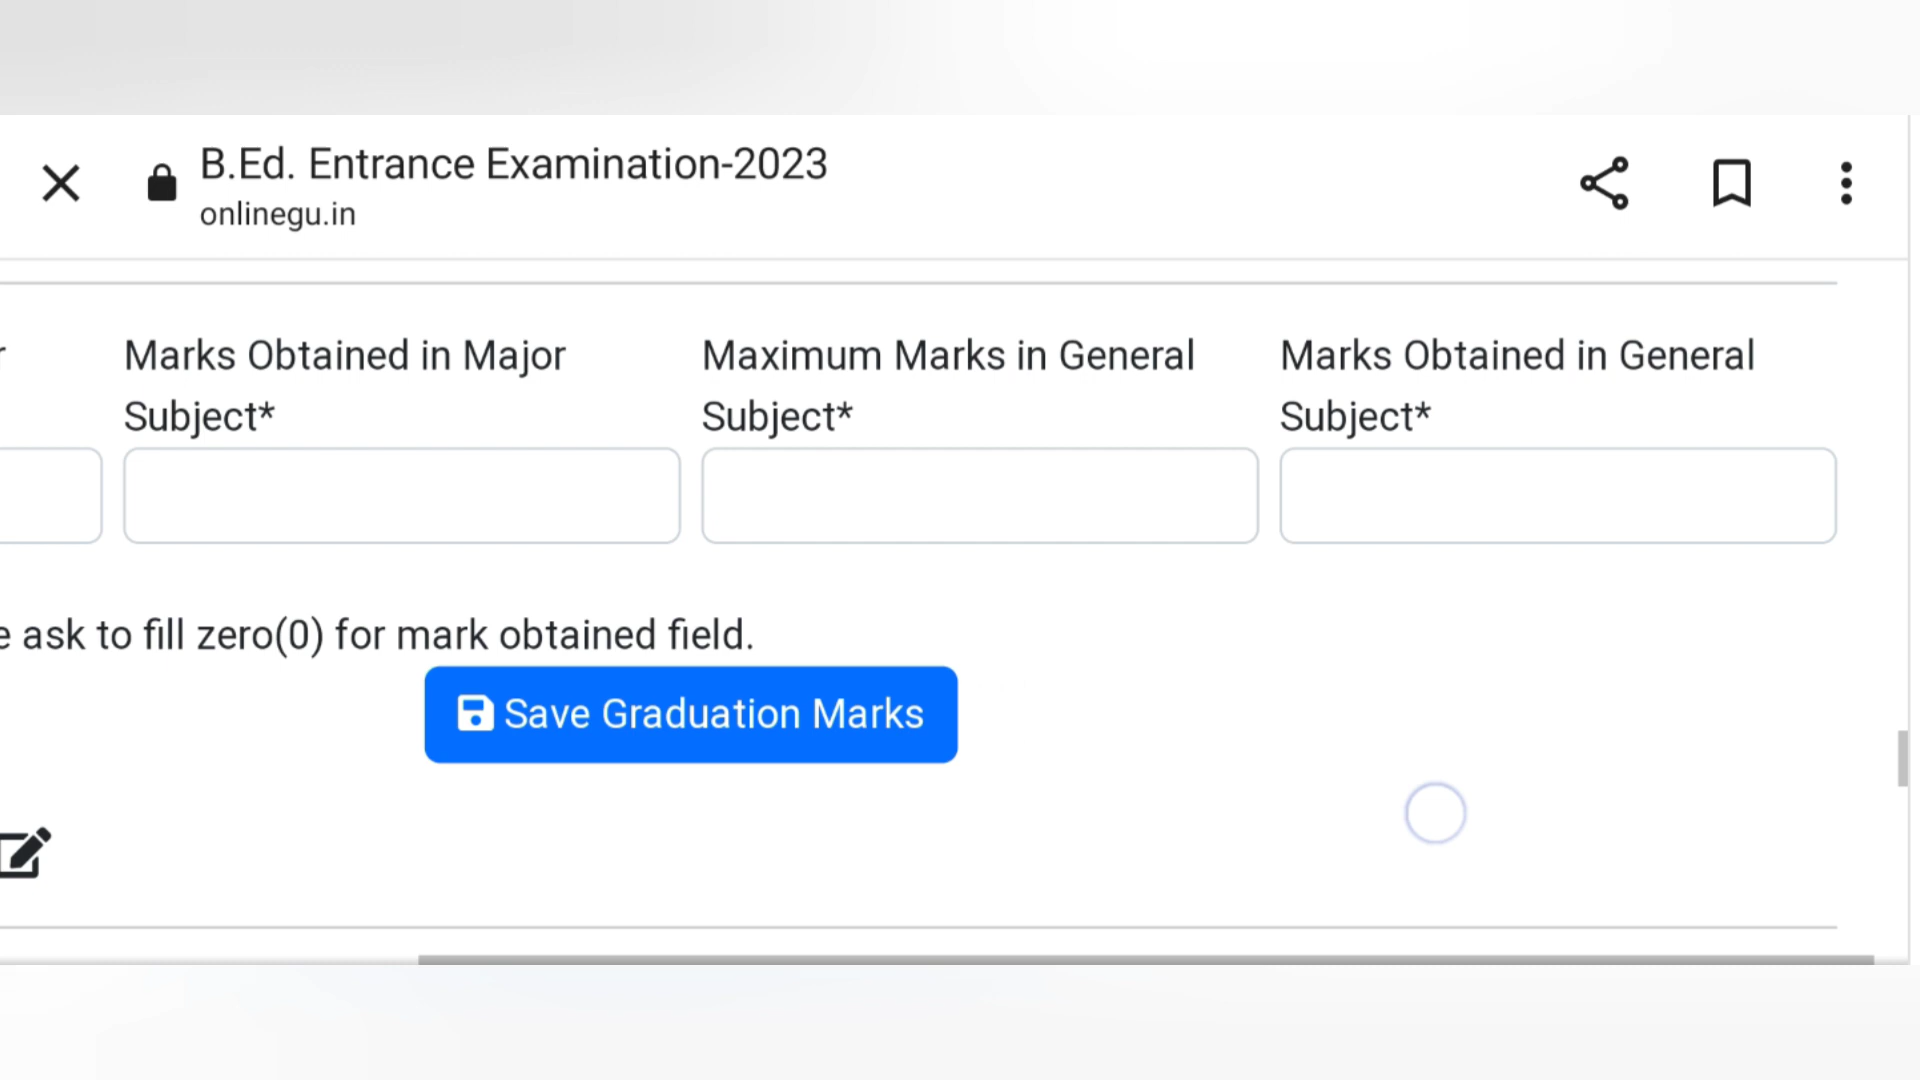 B.Ed. Entrance Examination-2023
onlinegu.in
Marks Obtained in Major
Subject*
Maximum Marks in General
Subject*
Marks Obtained in General
Subject*
ask to fill zero(0) for mark obtained field.
Save Graduation Marks